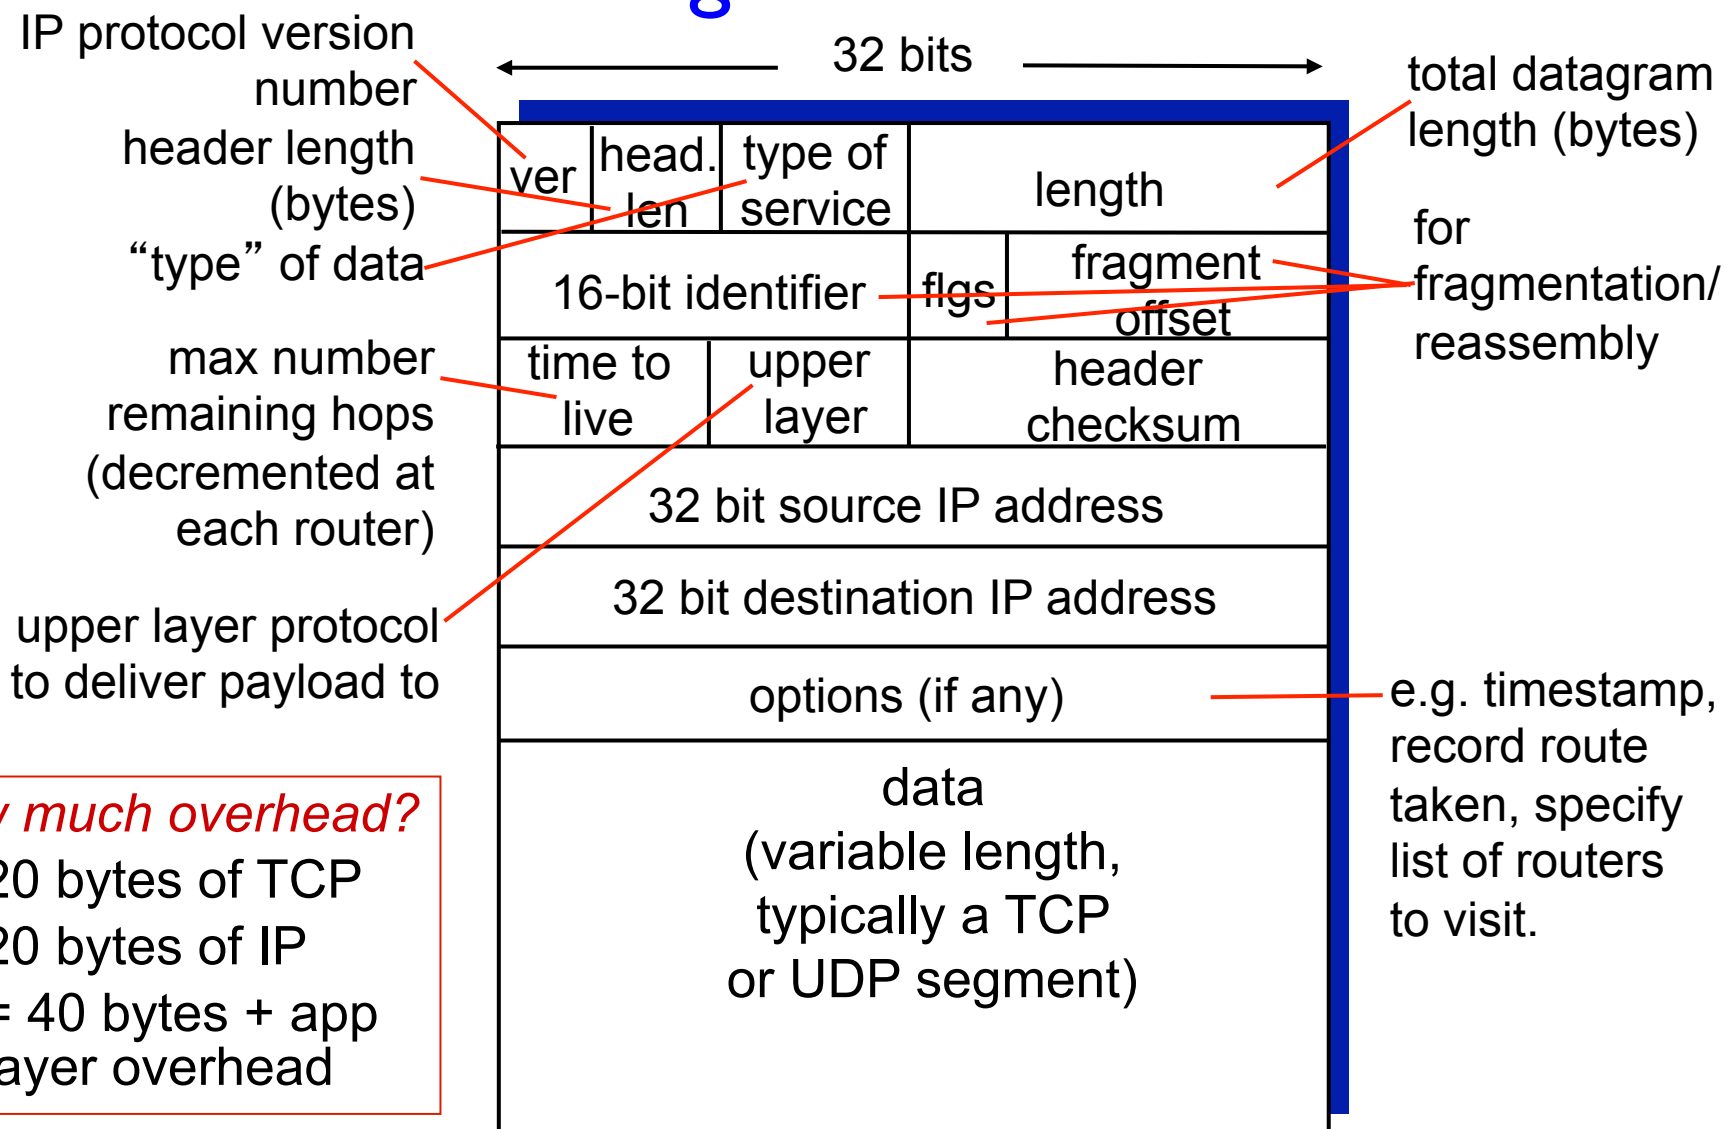 IP protocol version
number
header length
(bytes)
“type” of data
max number
remaining hops
(decremented at
each router)
upper layer protocol
to deliver payload to
much overhead?
20 bytes of TCP
20 bytes of IP
= 40 bytes + app
overhead
32 bits
ver
head.
len
type of
service
length
16-bit identifier
flgs
fragment
offset
time to
live
upper
layer
header
checksum
32 bit source IP address
32 bit destination IP address
options (if any)
data
(variable length,
typically a TCP
or UDP segment)
total datagram
length (bytes)
for
fragmentation/
reassembly
e.g. timestamp,
record route
taken, specify
list of routers
to visit.